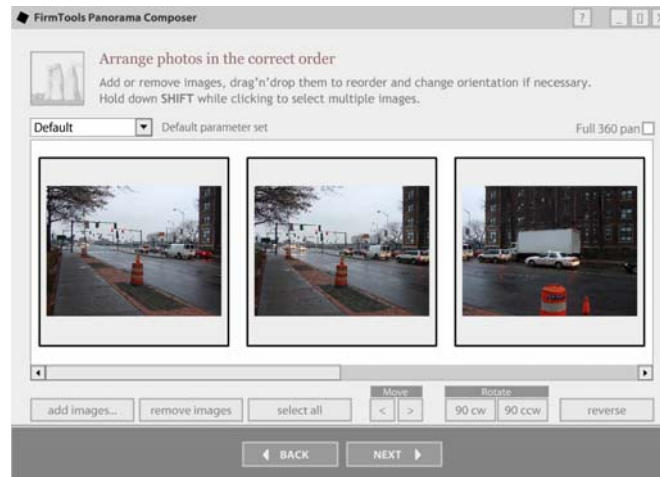 FirmTools Panorama Composer
?
Arrange photos in the correct order
Add or remove images, drag'n'drop them to reorder and change orientation if necessary.
Hold down SHIFT while clicking to select multiple images.
Default
Default parameter set
Full 360 pan
Move
Rotate
add images...
remove images
select all
<
>
90 cw
90 ccw
reverse
BACK
NEXT